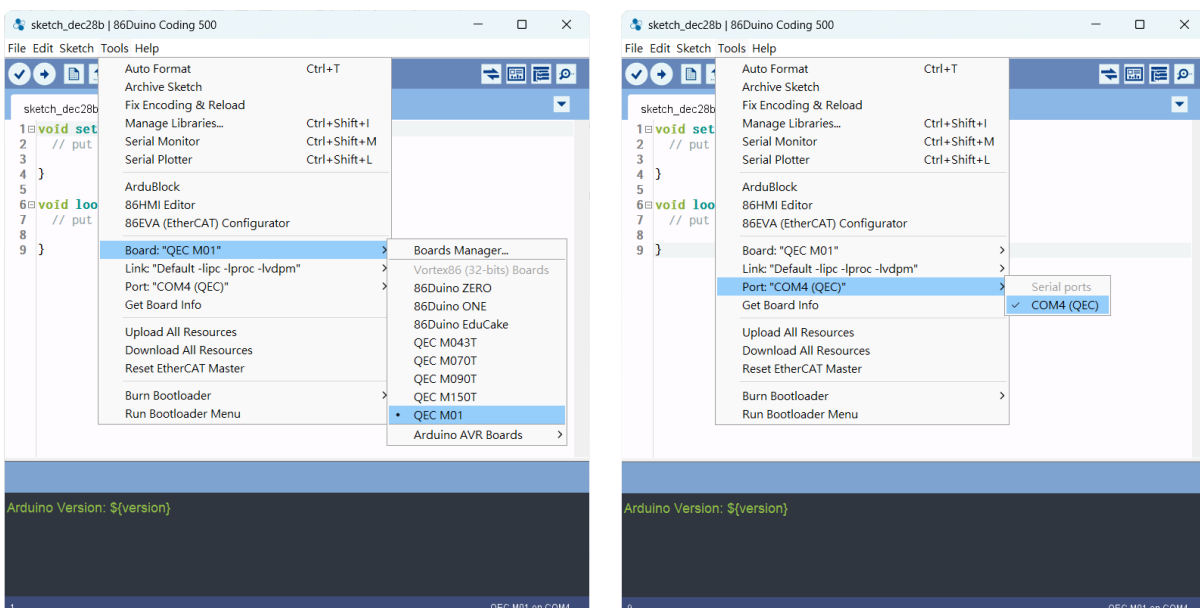 sketch_dec28b | 86Duino Coding 500
File Edit Sketch Tools Help
Auto Format Ctrl+T
Archive Sketch
Fix Encoding & Reload
Manage Libraries... Ctrl+Shift+I
Serial Monitor Ctrl+Shift+M
Serial Plotter Ctrl+Shift+L
ArduBlock
86HMI Editor
86EVA (EtherCAT) Configurator
Board: "QEC M01"
Link: "Default -lipc -lproc -lvdpm"
Port: "COM4 (QEC)"
Get Board Info
Upload All Resources
Download All Resources
Reset EtherCAT Master
Burn Bootloader
Run Bootloader Menu
Boards Manager...
Vortex86 (32-bits) Boards
86Duino ZERO
86Duino ONE
86Duino EduCake
QEC M043T
QEC M070T
QEC M090T
QEC M150T
QEC M01
Arduino AVR Boards
sketch_dec28b
1 void set
2 // put
3
4 }
5
6 void loo
7 // put
8
9 }
Arduino Version: ${version}
1 QEC M01 on COM4
sketch_dec28b | 86Duino Coding 500
File Edit Sketch Tools Help
Auto Format Ctrl+T
Archive Sketch
Fix Encoding & Reload
Manage Libraries... Ctrl+Shift+I
Serial Monitor Ctrl+Shift+M
Serial Plotter Ctrl+Shift+L
ArduBlock
86HMI Editor
86EVA (EtherCAT) Configurator
Board: "QEC M01"
Link: "Default -lipc -lproc -lvdpm"
Port: "COM4 (QEC)"
Get Board Info
Upload All Resources
Download All Resources
Reset EtherCAT Master
Burn Bootloader
Run Bootloader Menu
Serial ports
COM4 (QEC)
sketch_dec28b
1 void set
2 // put
3
4 }
5
6 void loo
7 // put
8
9 }
Arduino Version: ${version}
9 QEC M01 on COM4